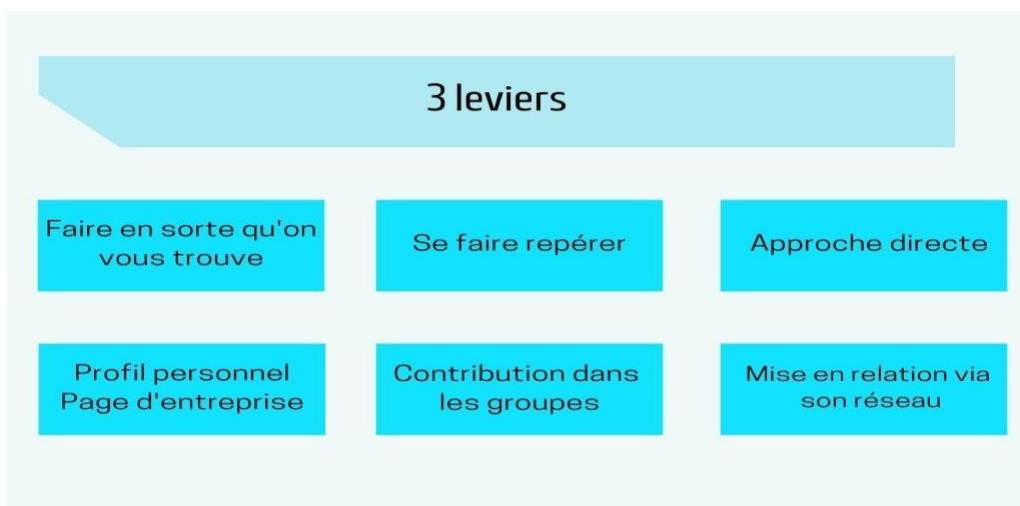 3 leviers
Faire en sorte qu'on
vous trouve
Se faire repérer
Approche directe
Profil personnel
Page d'entreprise
Contribution dans
les groupes
Mise en relation via
son réseau